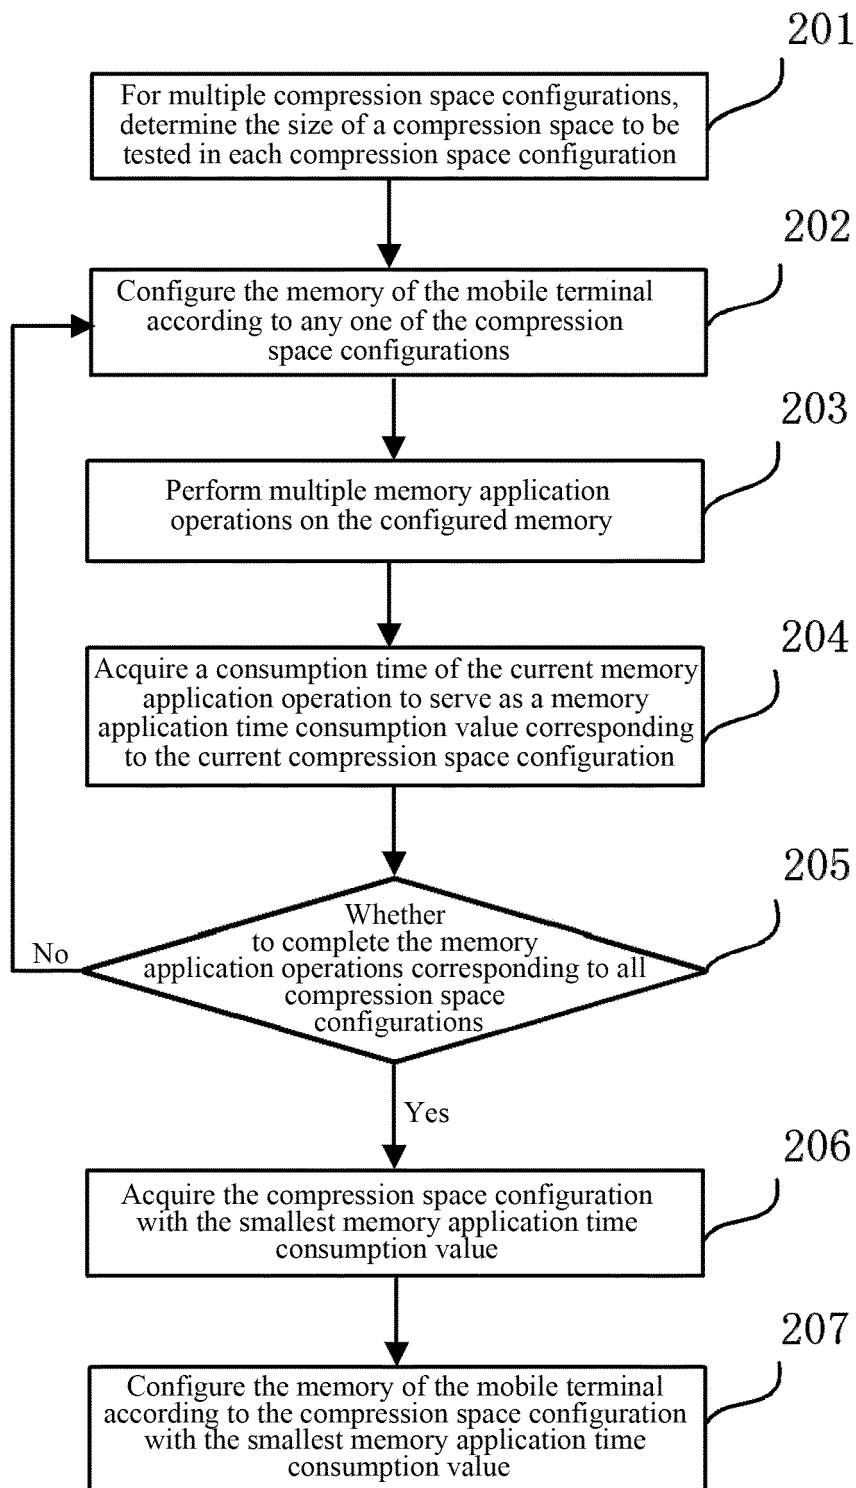 201
For multiple compression space configurations,
determine the size of a compression space to be
tested in each compression space configuration
202
Configure the memory of the mobile terminal
according to any one of the compression
space configurations
203
Perform multiple memory application
operations on the configured memory
204
Acquire a consumption time of the current memory
application operation to serve as a memory
application time consumption value corresponding
to the current compression space configuration
205
Whether
to complete the memory
application operations corresponding to all
compression space
configurations
No
Yes
206
Acquire the compression space configuration
with the smallest memory application time
consumption value
207
Configure the memory of the mobile terminal
according to the compression space configuration
with the smallest memory application time
consumption value